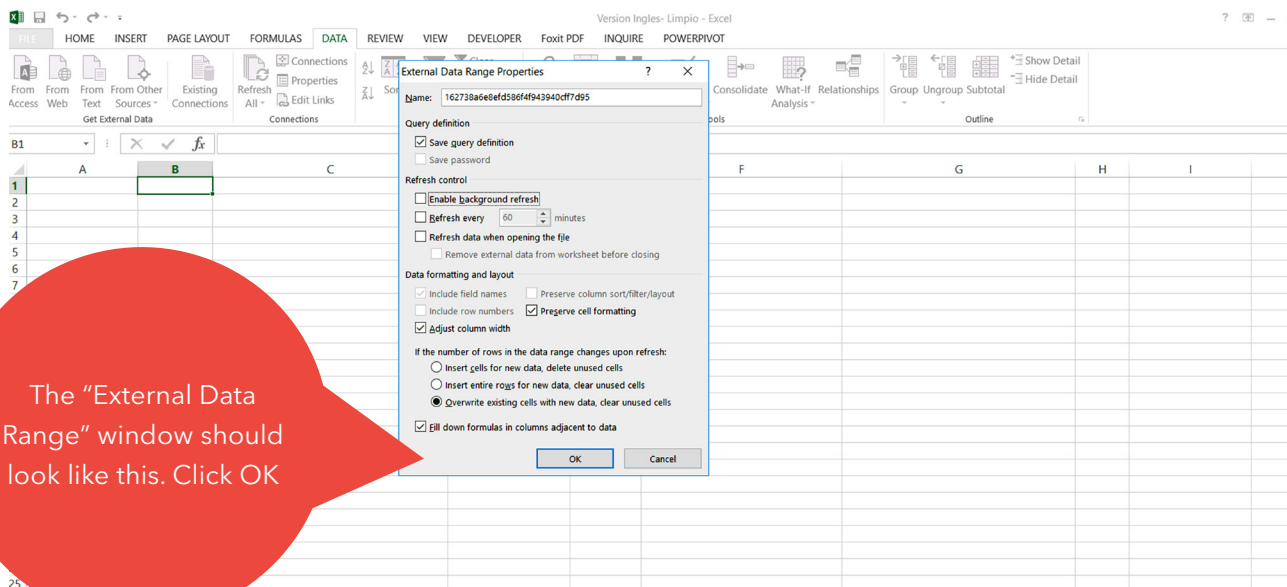 Version Ingles- Limpio - Excel
? 
FILE HOME INSERT PAGE LAYOUT FORMULAS DATA REVIEW VIEW DEVELOPER Foxit PDF INQUIRE POWERPIVOT
From Access
From Web
From Text
From Other Sources
Existing Connections
Get External Data
Refresh All
Connections
Properties
Edit Links
Connections
Consolidate
What-If Analysis
Relationships
Group
Ungroup
Subtotal
Show Detail
Hide Detail
Outline
B1
fx
A B C F G H I
1
2
3
4
5
6
7
25
External Data Range Properties ? X
Name: 162738a6e8efd586f4f943940cff7d95
Query definition
Save query definition
Save password
Refresh control
Enable background refresh
Refresh every 60 minutes
Refresh data when opening the file
Remove external data from worksheet before closing
Data formatting and layout
Include field names Preserve column sort/filter/layout
Include row numbers Preserve cell formatting
Adjust column width
If the number of rows in the data range changes upon refresh:
Insert cells for new data, delete unused cells
Insert entire rows for new data, clear unused cells
Overwrite existing cells with new data, clear unused cells
Fill down formulas in columns adjacent to data
OK Cancel
The “External Data
Range” window should
look like this. Click OK